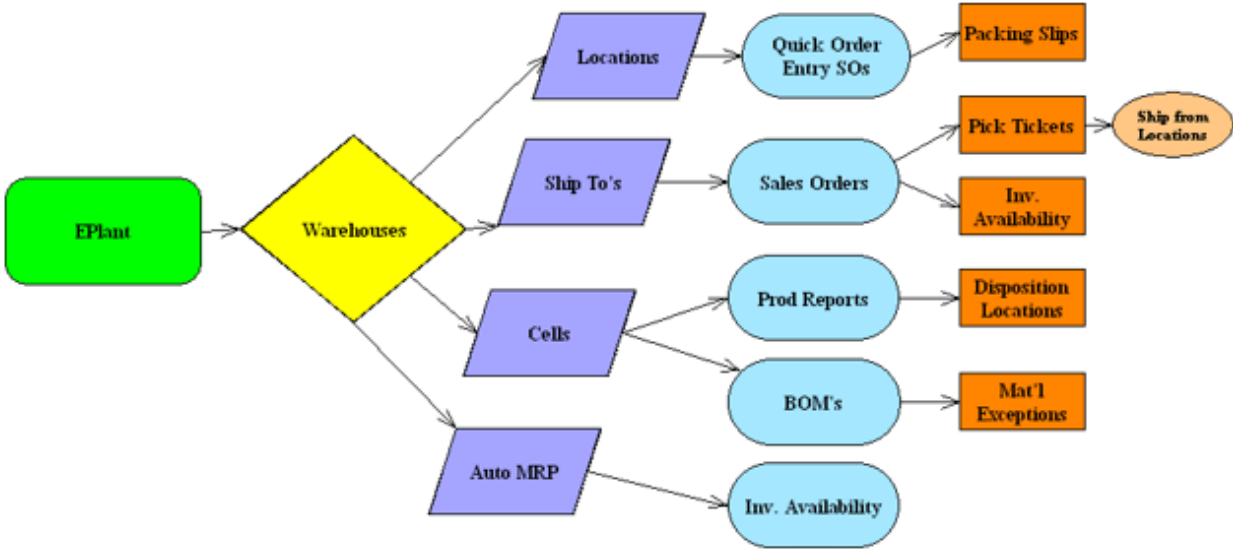 EPlant
Warehouses
Locations
Quick Order
Entry SOs
Packing Slips
Ship To's
Sales Orders
Pick Tickets
Ship from
Locations
Inv.
Availability
Cells
Prod Reports
Disposition
Locations
BOM's
Mat'l
Exceptions
Auto MRP
Inv. Availability